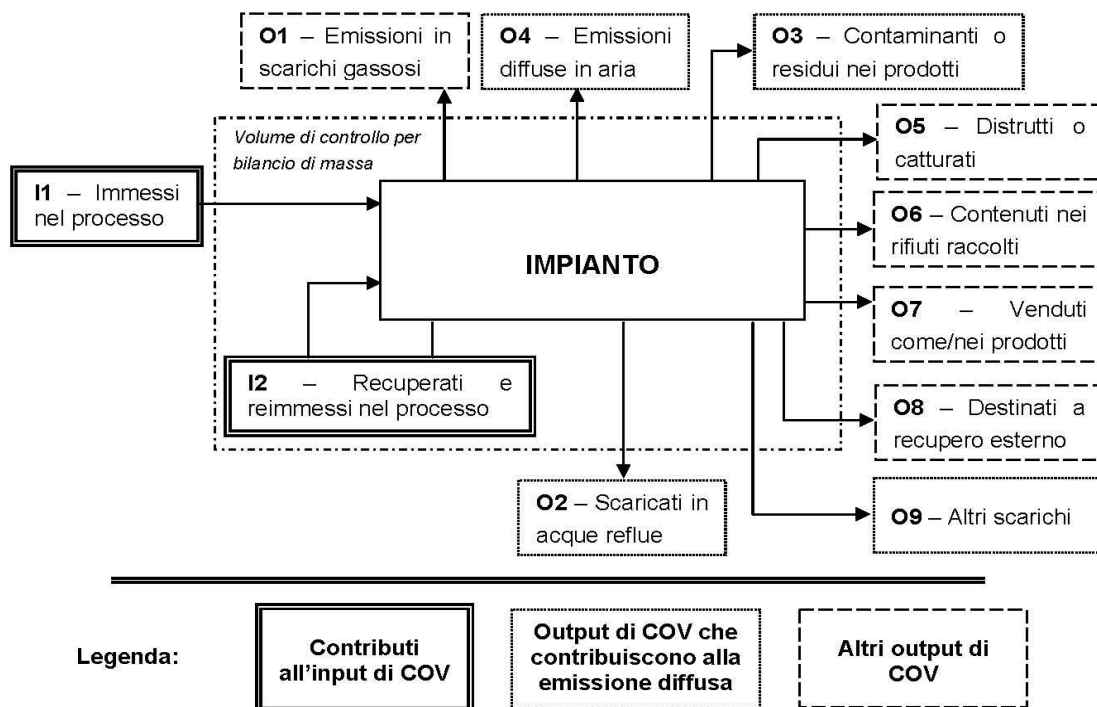 O1 – Emissioni in
scarichi gassosi
O4 – Emissioni
diffuse in aria
O3 – Contaminanti o
residui nei prodotti
Volume di controllo per
bilancio di massa
O5 – Distrutti o
catturati
I1 – Immessi
nel processo
O6 – Contenuti nei
rifiuti raccolti
IMPIANTO
O7 – Venduti
come/nei prodotti
I2 – Recuperati e
reimmessi nel processo
O8 – Destinati a
recupero esterno
O2 – Scaricati in
acque reflue
O9 – Altri scarichi
Legenda:
Contributi
all'input di COV
Output di COV che
contribuiscono alla
emissione diffusa
Altri output di
COV